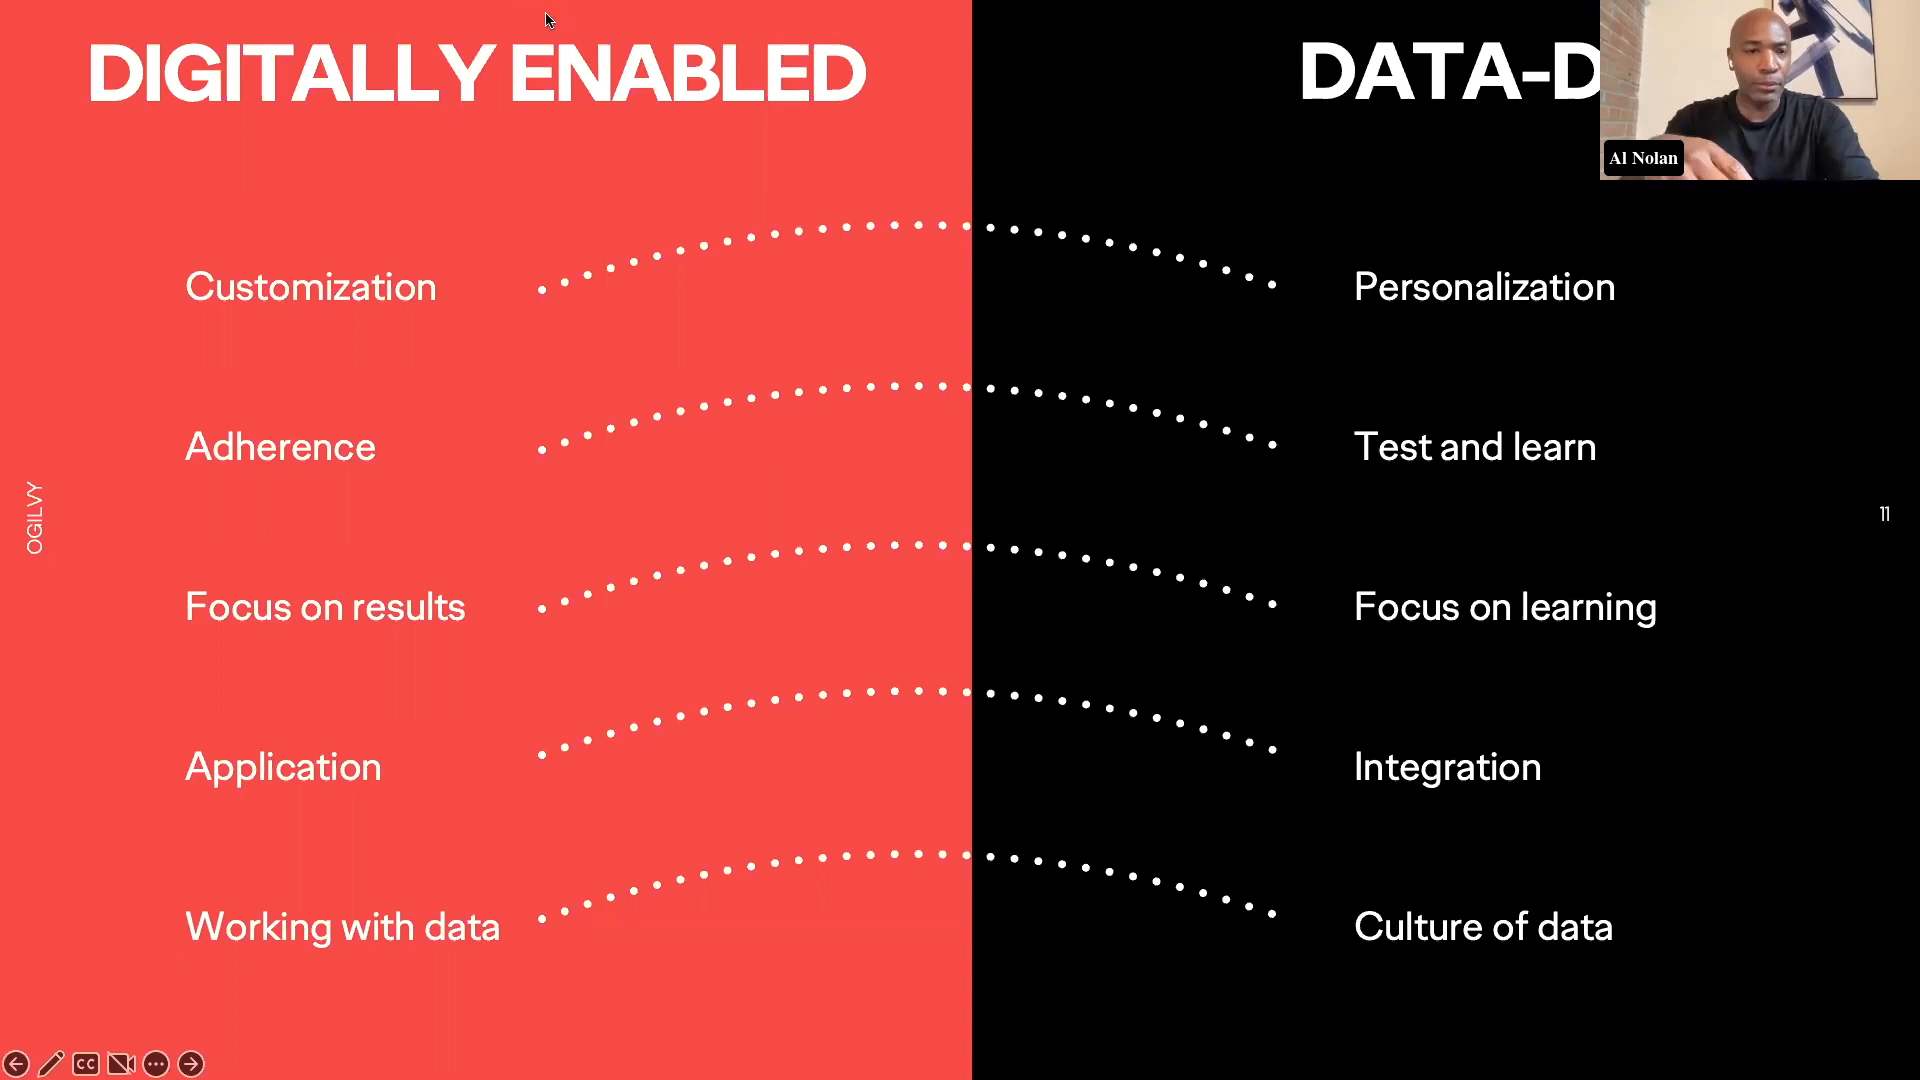 DIGITALLY ENABLED
DATA-D
Al Nolan
Customization
Personalization
Adherence
Test and learn
OGILVY
11
Focus on results
Focus on learning
Application
Integration
Working with data
Culture of data
CC